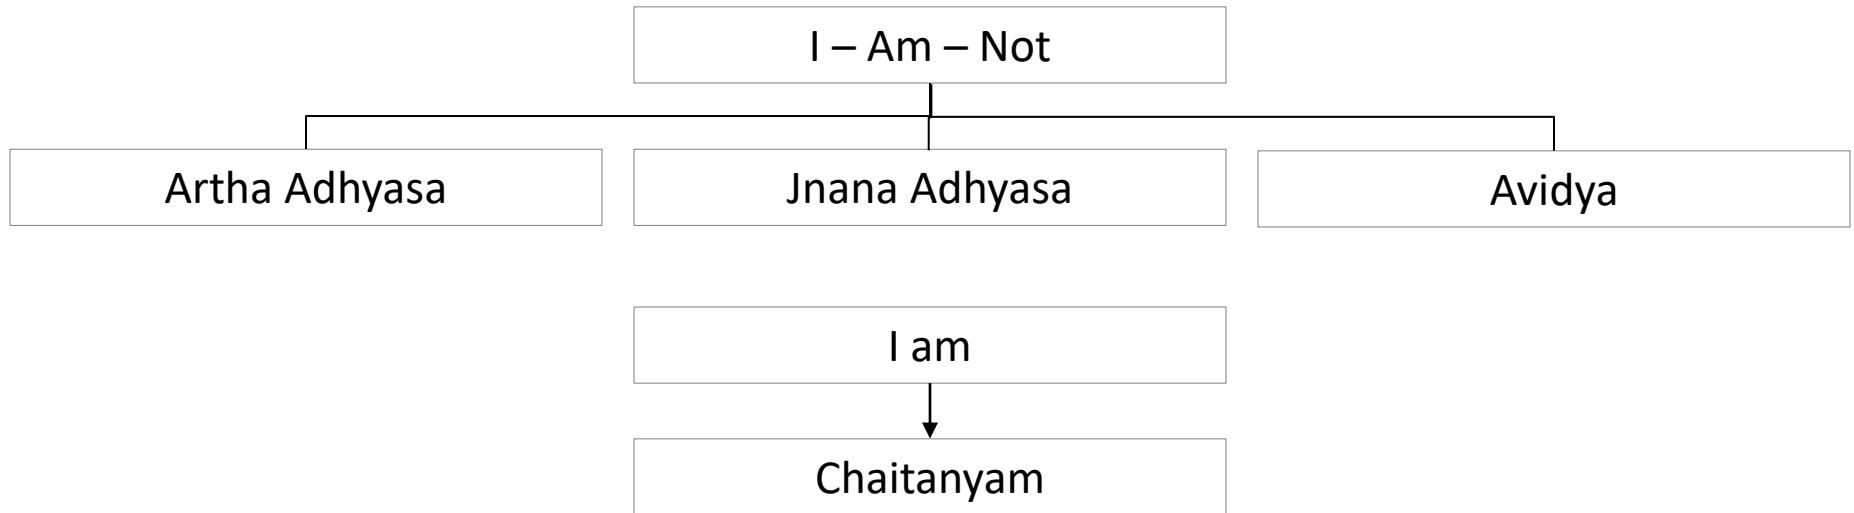 I – Am – Not
Artha Adhyasa
Jnana Adhyasa
Avidya
I am
Chaitanyam